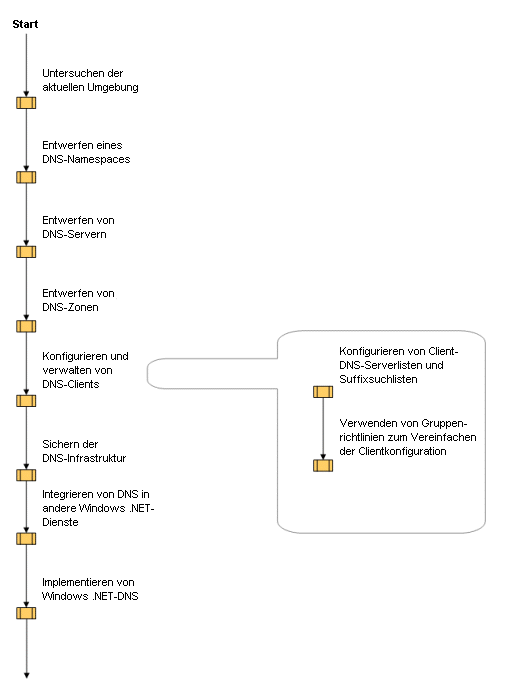 Start
Untersuchen der
aktuellen Umgebung
Entwerfen eines
DNS-Namespaces
Entwerfen von
DNS-Servern
Entwerfen von
DNS-Zonen
Konfigurieren und
verwalten von
DNS-Clients
Konfigurieren von Client-
DNS-Serverlisten und
Suffixsuchlisten
Verwenden von Gruppen-
richtlinien zum Vereinfachen
der Clientkonfiguration
Sichern der
DNS-Infrastruktur
Integrieren von DNS in
andere Windows .NET-
Dienste
Implementieren von
Windows .NET-DNS